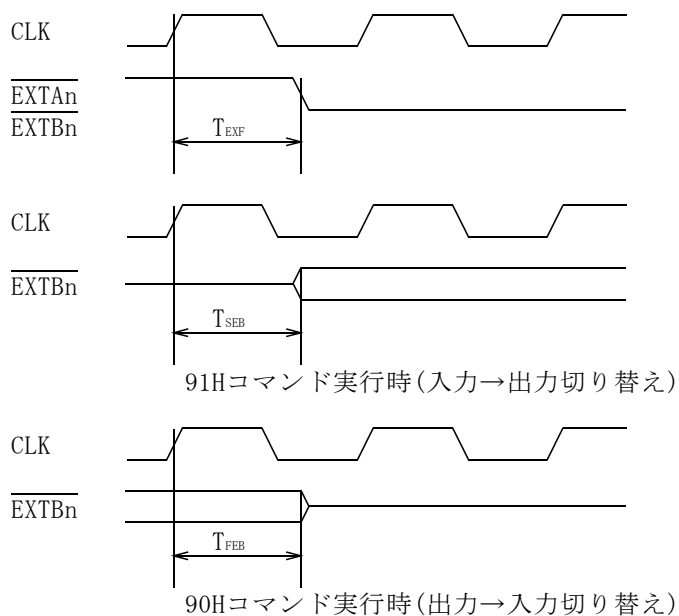 CLK
EXTAn
EXTBn
TEXF
CLK
EXTBn
TSEB
91Hコマンド実行時(入力→出力切り替え)
CLK
EXTBn
TFEB
90Hコマンド実行時(出力→入力切り替え)